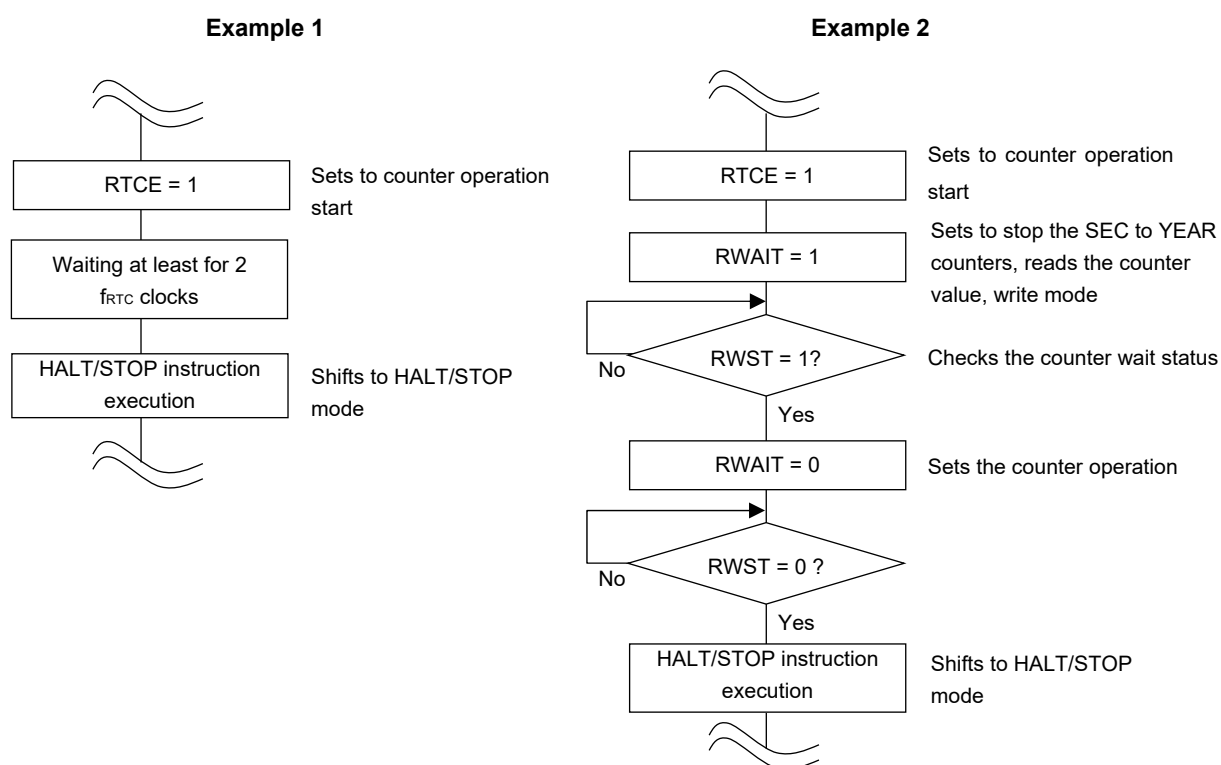 Example 1
RTCE = 1
Sets to counter operation
start
Waiting at least for 2
fRTC clocks
HALT/STOP instruction
execution
Shifts to HALT/STOP
mode
Example 2
RTCE = 1
Sets to counter operation
start
RWAIT = 1
Sets to stop the SEC to YEAR
counters, reads the counter
value, write mode
RWST = 1?
No
Checks the counter wait status
Yes
RWAIT = 0
Sets the counter operation
RWST = 0 ?
No
Yes
HALT/STOP instruction
execution
Shifts to HALT/STOP
mode